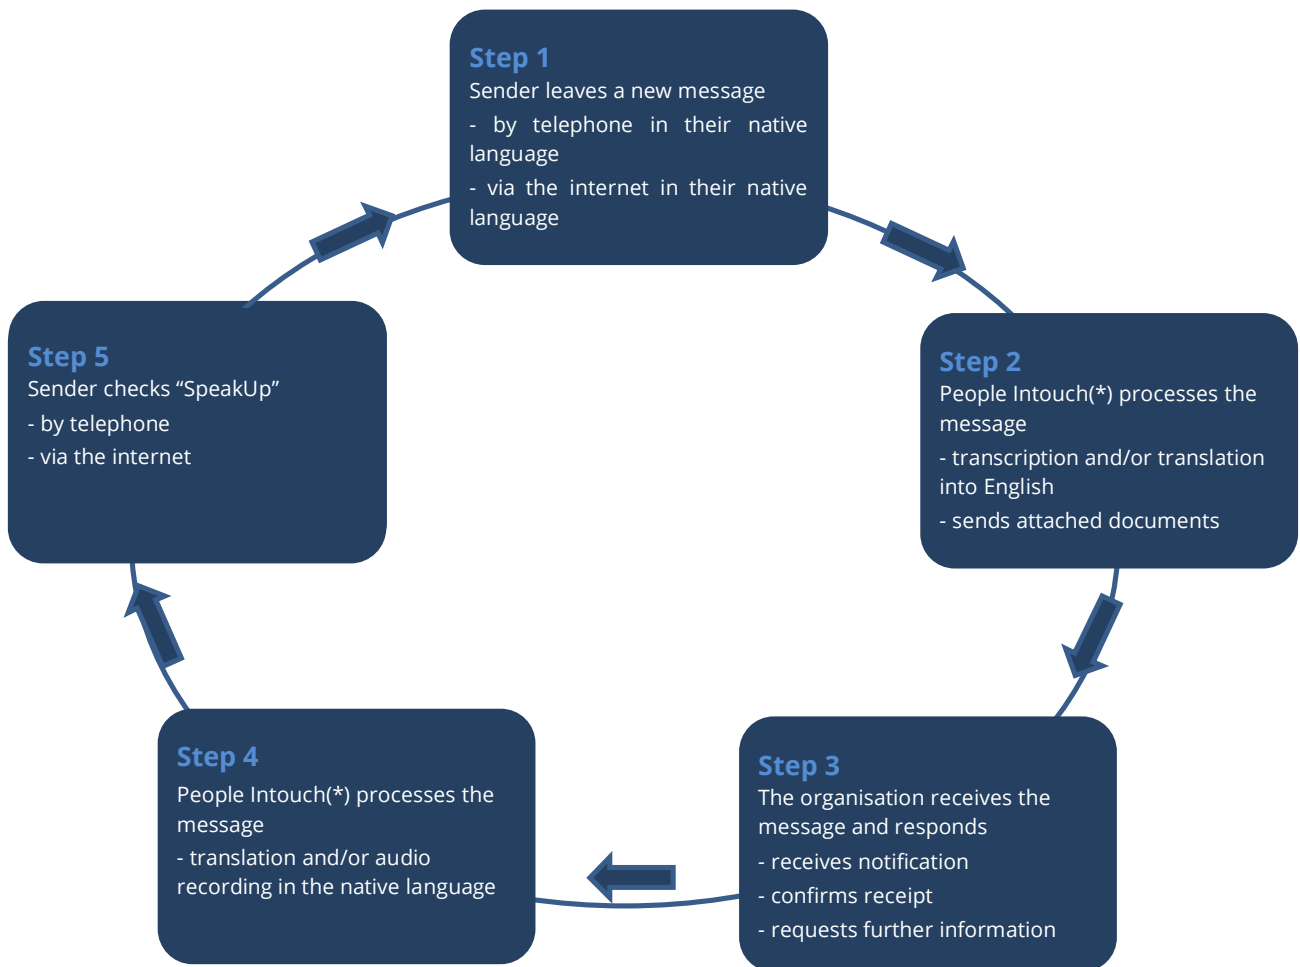 Step 1
Sender leaves a new message
- by telephone in their native
language
- via the internet in their native
language
Step 2
People Intouch(*) processes the
message
- transcription and/or translation
into English
- sends attached documents
Step 3
The organisation receives the
message and responds
- receives notification
- confirms receipt
- requests further information
Step 4
People Intouch(*) processes the
message
- translation and/or audio
recording in the native language
Step 5
Sender checks “SpeakUp”
- by telephone
- via the internet